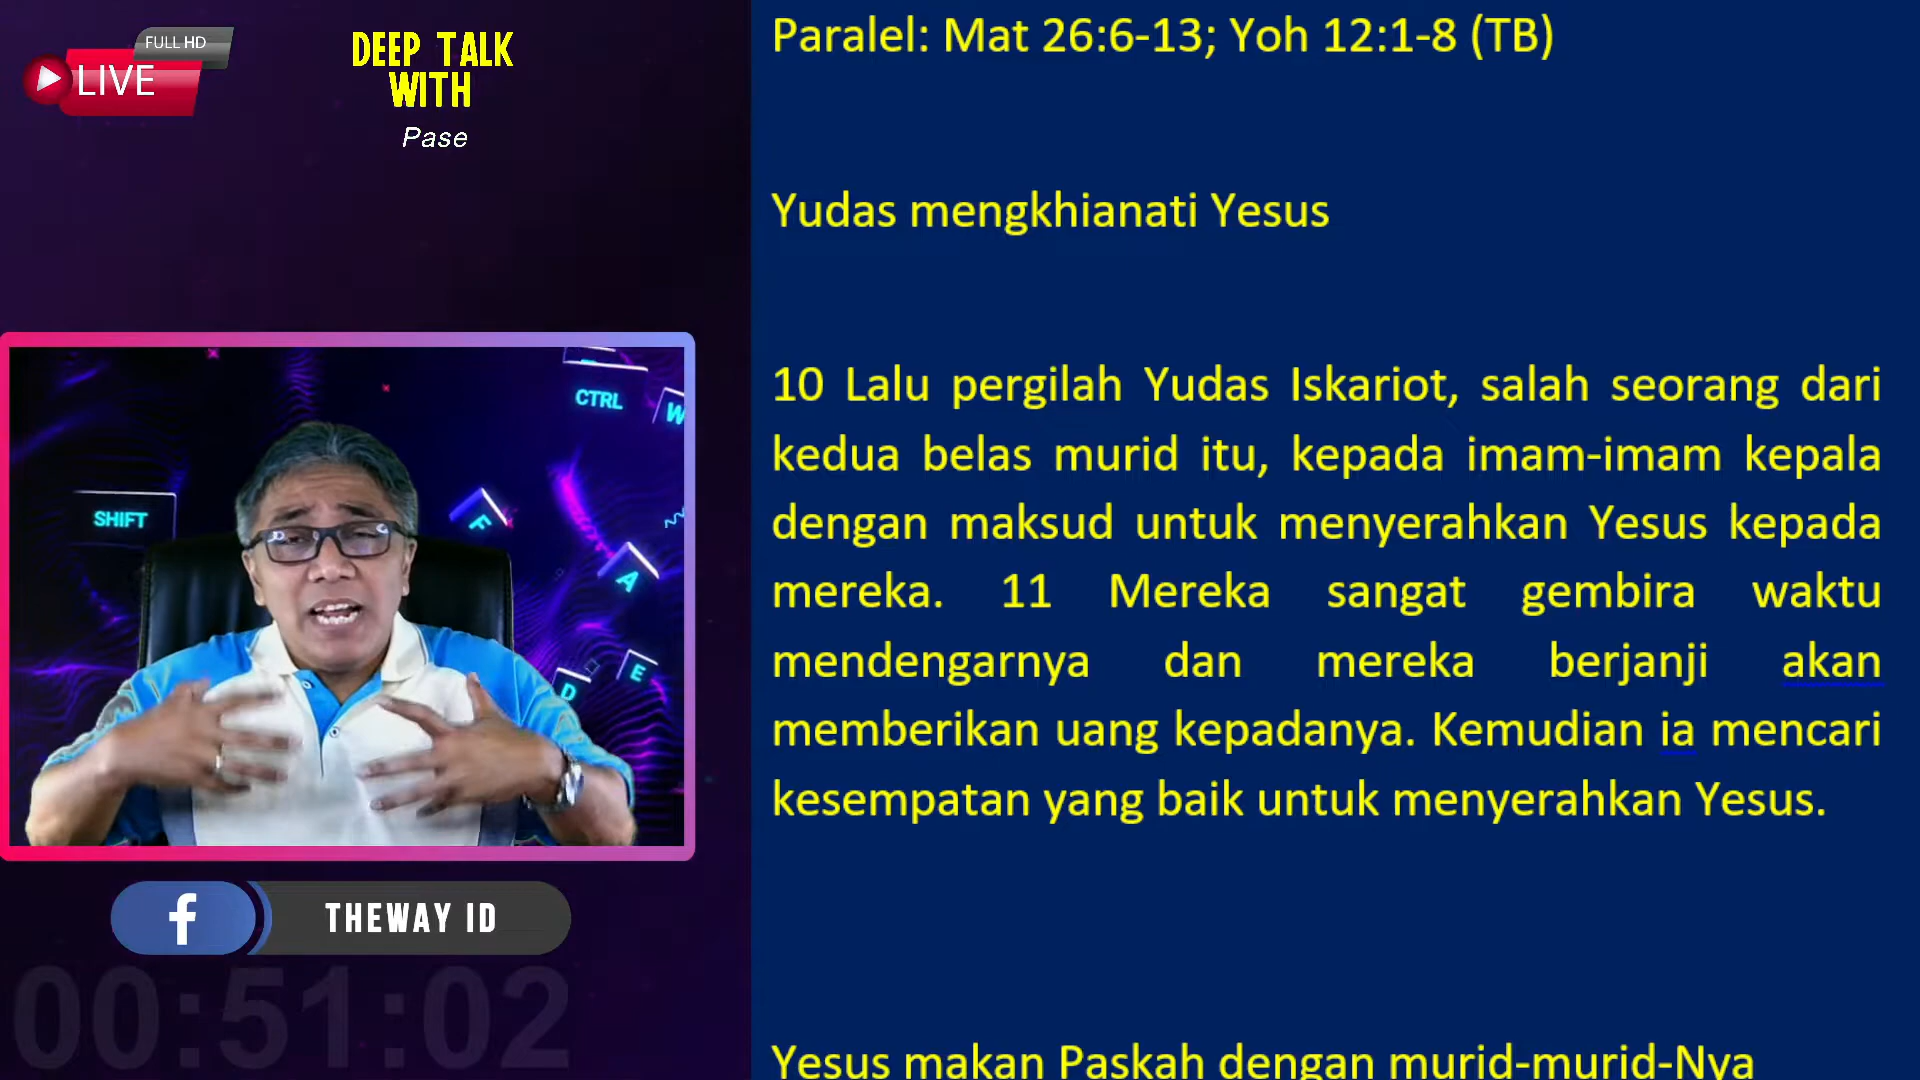 FULL HD
LIVE
DEEP TALK
WITH
Pase
CTRL
W
SHIFT
F
A
E
D
THEWAY ID
00:51:02
Paralel: Mat 26:6-13; Yoh 12:1-8 (TB)
Yudas mengkhianati Yesus
10 Lalu pergilah Yudas Iskariot, salah seorang dari
kedua belas murid itu, kepada imam-imam kepala
dengan maksud untuk menyerahkan Yesus kepada
mereka. 11 Mereka sangat gembira waktu
mendengarnya dan mereka berjanji akan
memberikan uang kepadanya. Kemudian ia mencari
kesempatan yang baik untuk menyerahkan Yesus.
Yesus makan Paskah dengan murid-murid-Nya